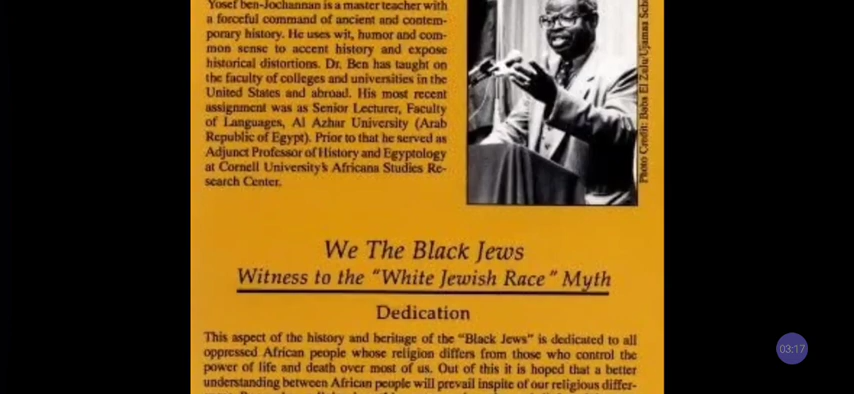 Yosef ben-Jochannan is a master teacher with
a forceful command of ancient and contem-
porary history. He uses wit, humor and com-
mon sense to accent history and expose
historical distortions. Dr. Ben has taught on
the faculty of colleges and universities in the
United States and abroad. His most recent
assignment was as Senior Lecturer, Faculty
of Languages, Al Azhar University (Arab
Republic of Egypt). Prior to that he served as
Adjunct Professor of History and Egyptology
at Cornell University's Africana Studies Re-
search Center.
Photo Credit: Baba El Zulu/Ujamaa
We The Black Jews
Witness to the "White Jewish Race" Myth
Dedication
This aspect of the history and heritage of the "Black Jews" is dedicated to all
oppressed African people whose religion differs from those who control the
power of life and death over most of us. Out of this it is hoped that a better
understanding between African people will prevail inspite of our religious differ-
03:17